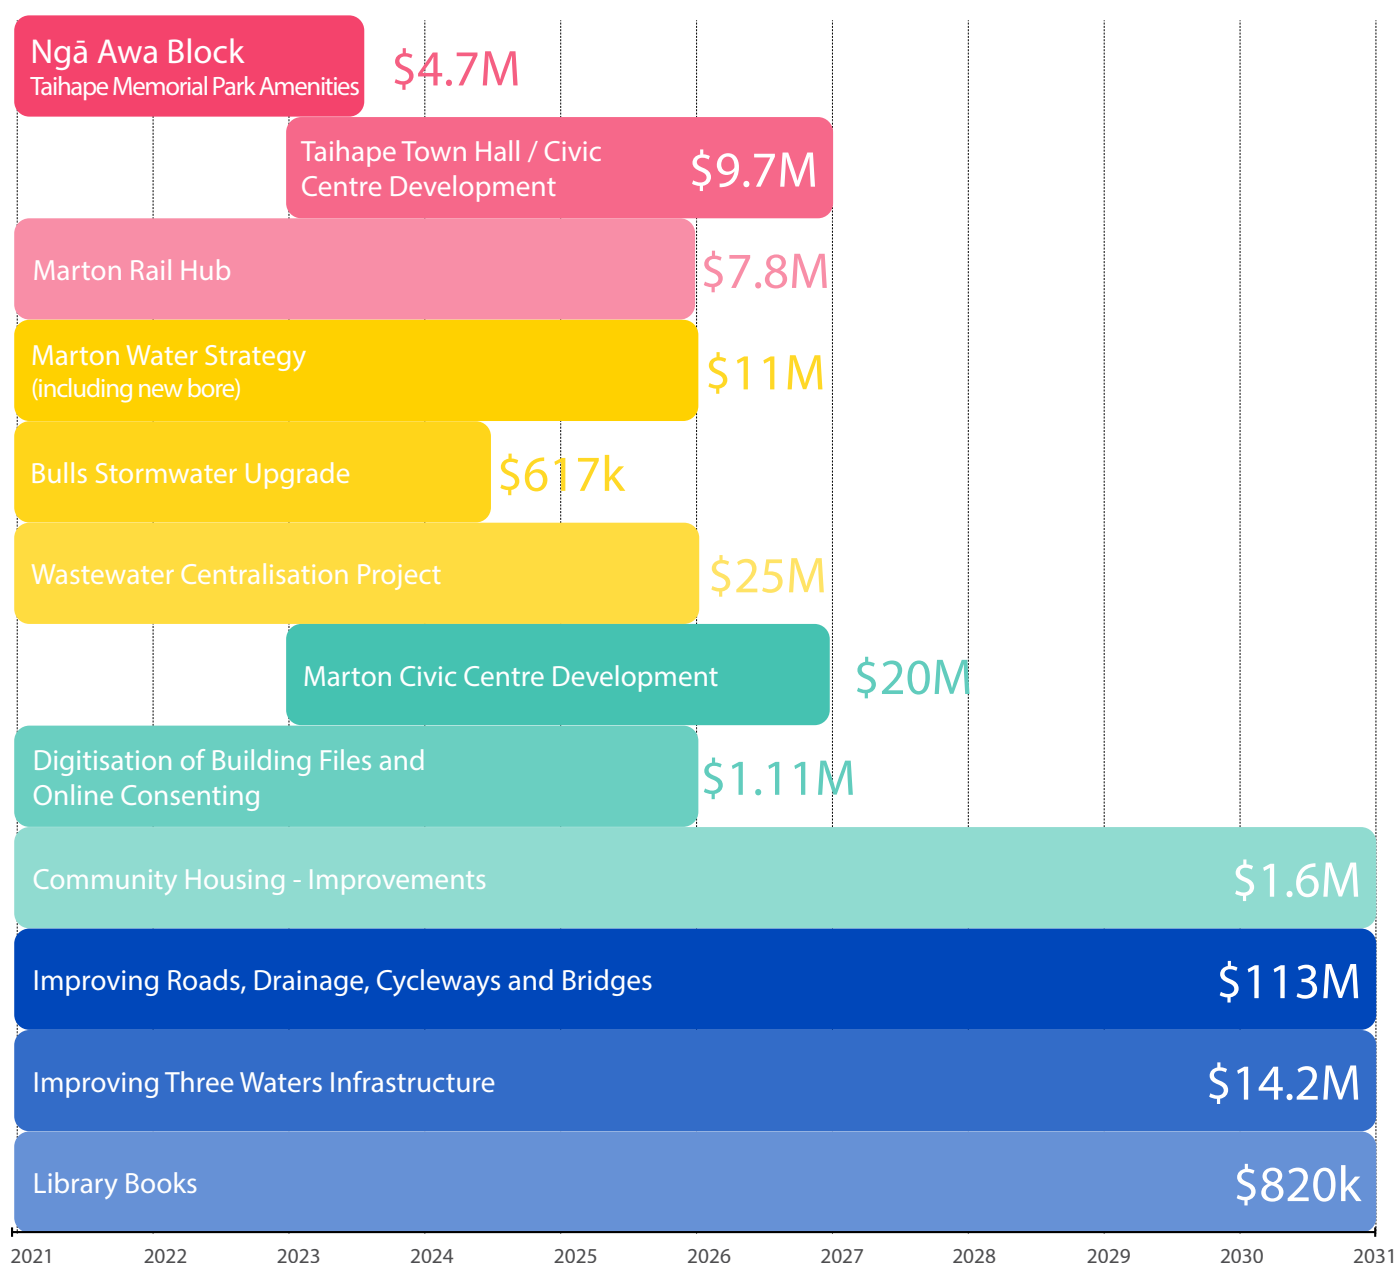 Ngā Awa Block
Taihape Memorial Park Amenities
$4.7M
Taihape Town Hall / Civic
Centre Development
$9.7M
Marton Rail Hub
$7.8M
Marton Water Strategy
(including new bore)
$11M
Bulls Stormwater Upgrade
$617k
Wastewater Centralisation Project
$25M
Marton Civic Centre Development
$20M
Digitisation of Building Files and
Online Consenting
$1.11M
Community Housing - Improvements
$1.6M
Improving Roads, Drainage, Cycleways and Bridges
$113M
Improving Three Waters Infrastructure
$14.2M
Library Books
$820k
2021 2022 2023 2024 2025 2026 2027 2028 2029 2030 2031